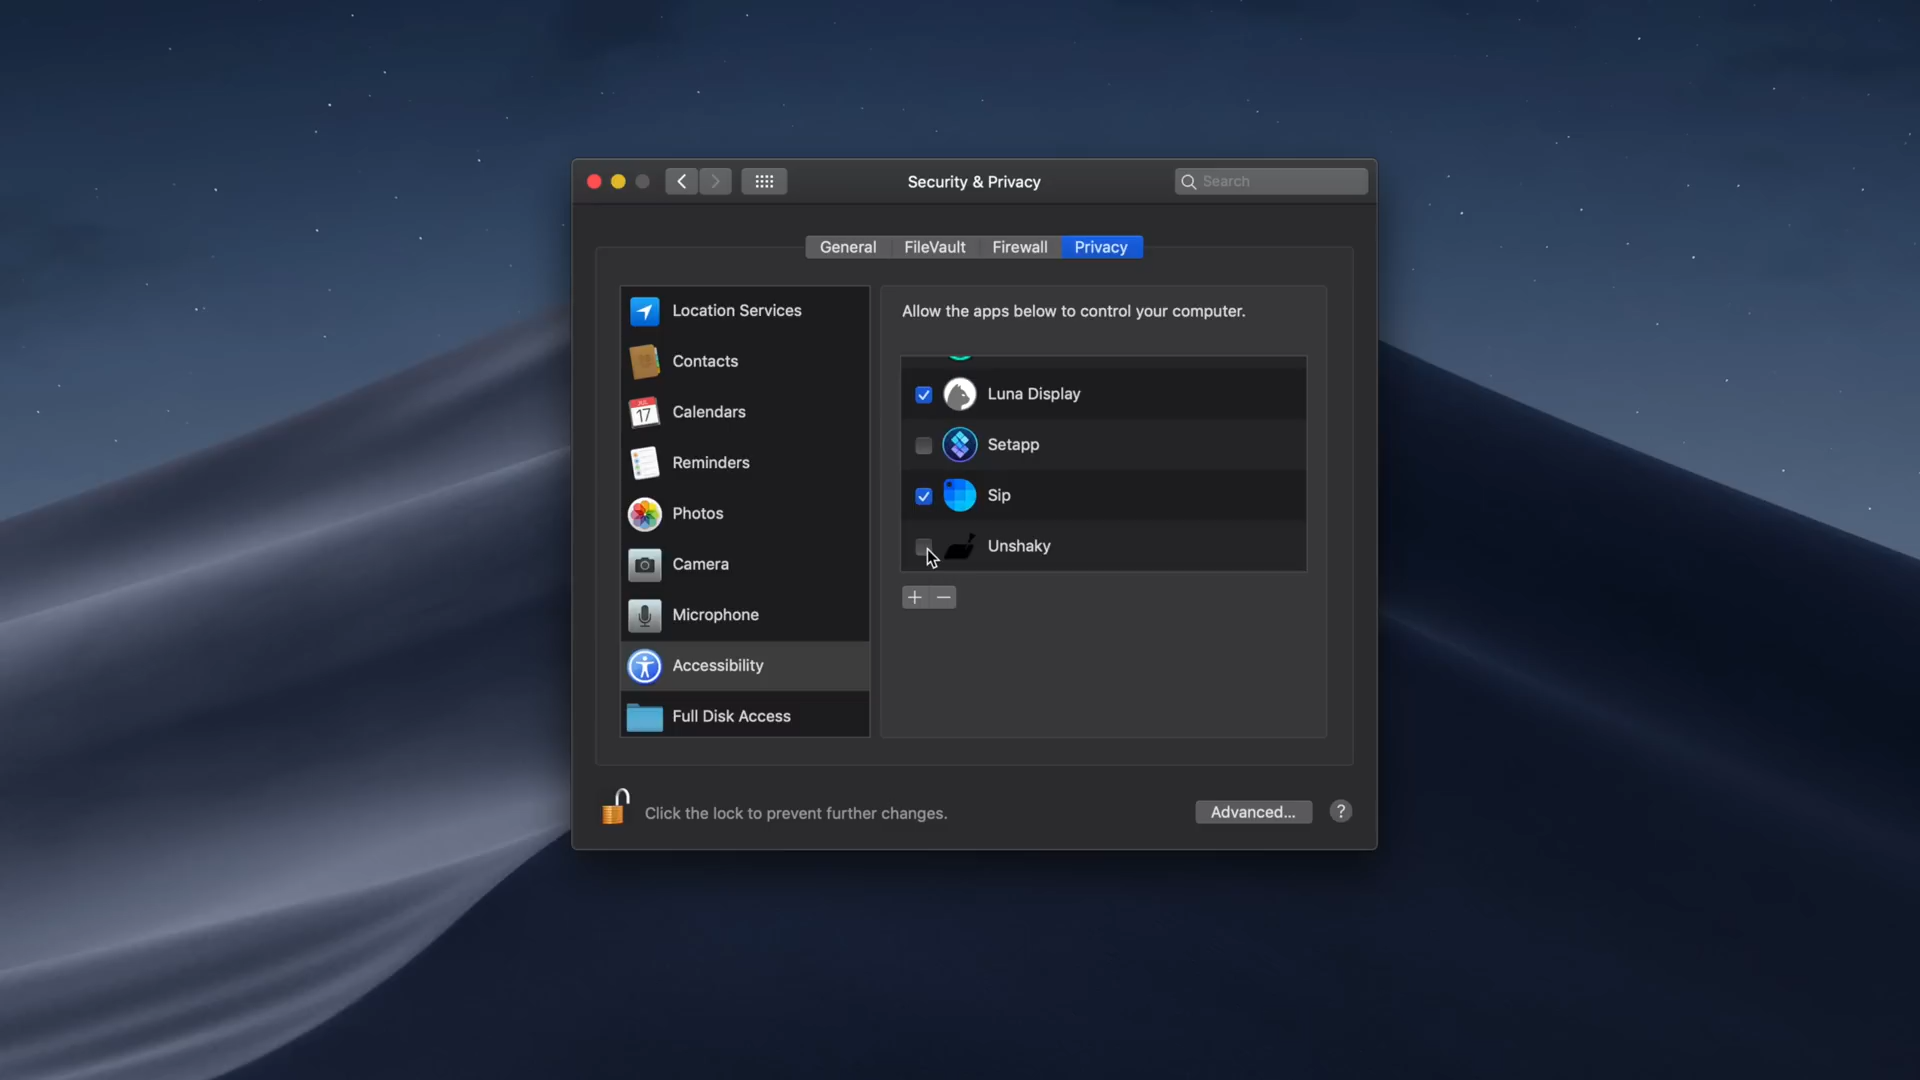 Security & Privacy
Search
General
FileVault
Firewall
Privacy
Location Services
Contacts
JUL
17
Calendars
Reminders
Photos
Camera
Microphone
Accessibility
Full Disk Access
Allow the apps below to control your computer.
Luna Display
Setapp
Sip
Unshaky
+
−
Click the lock to prevent further changes.
Advanced...
?